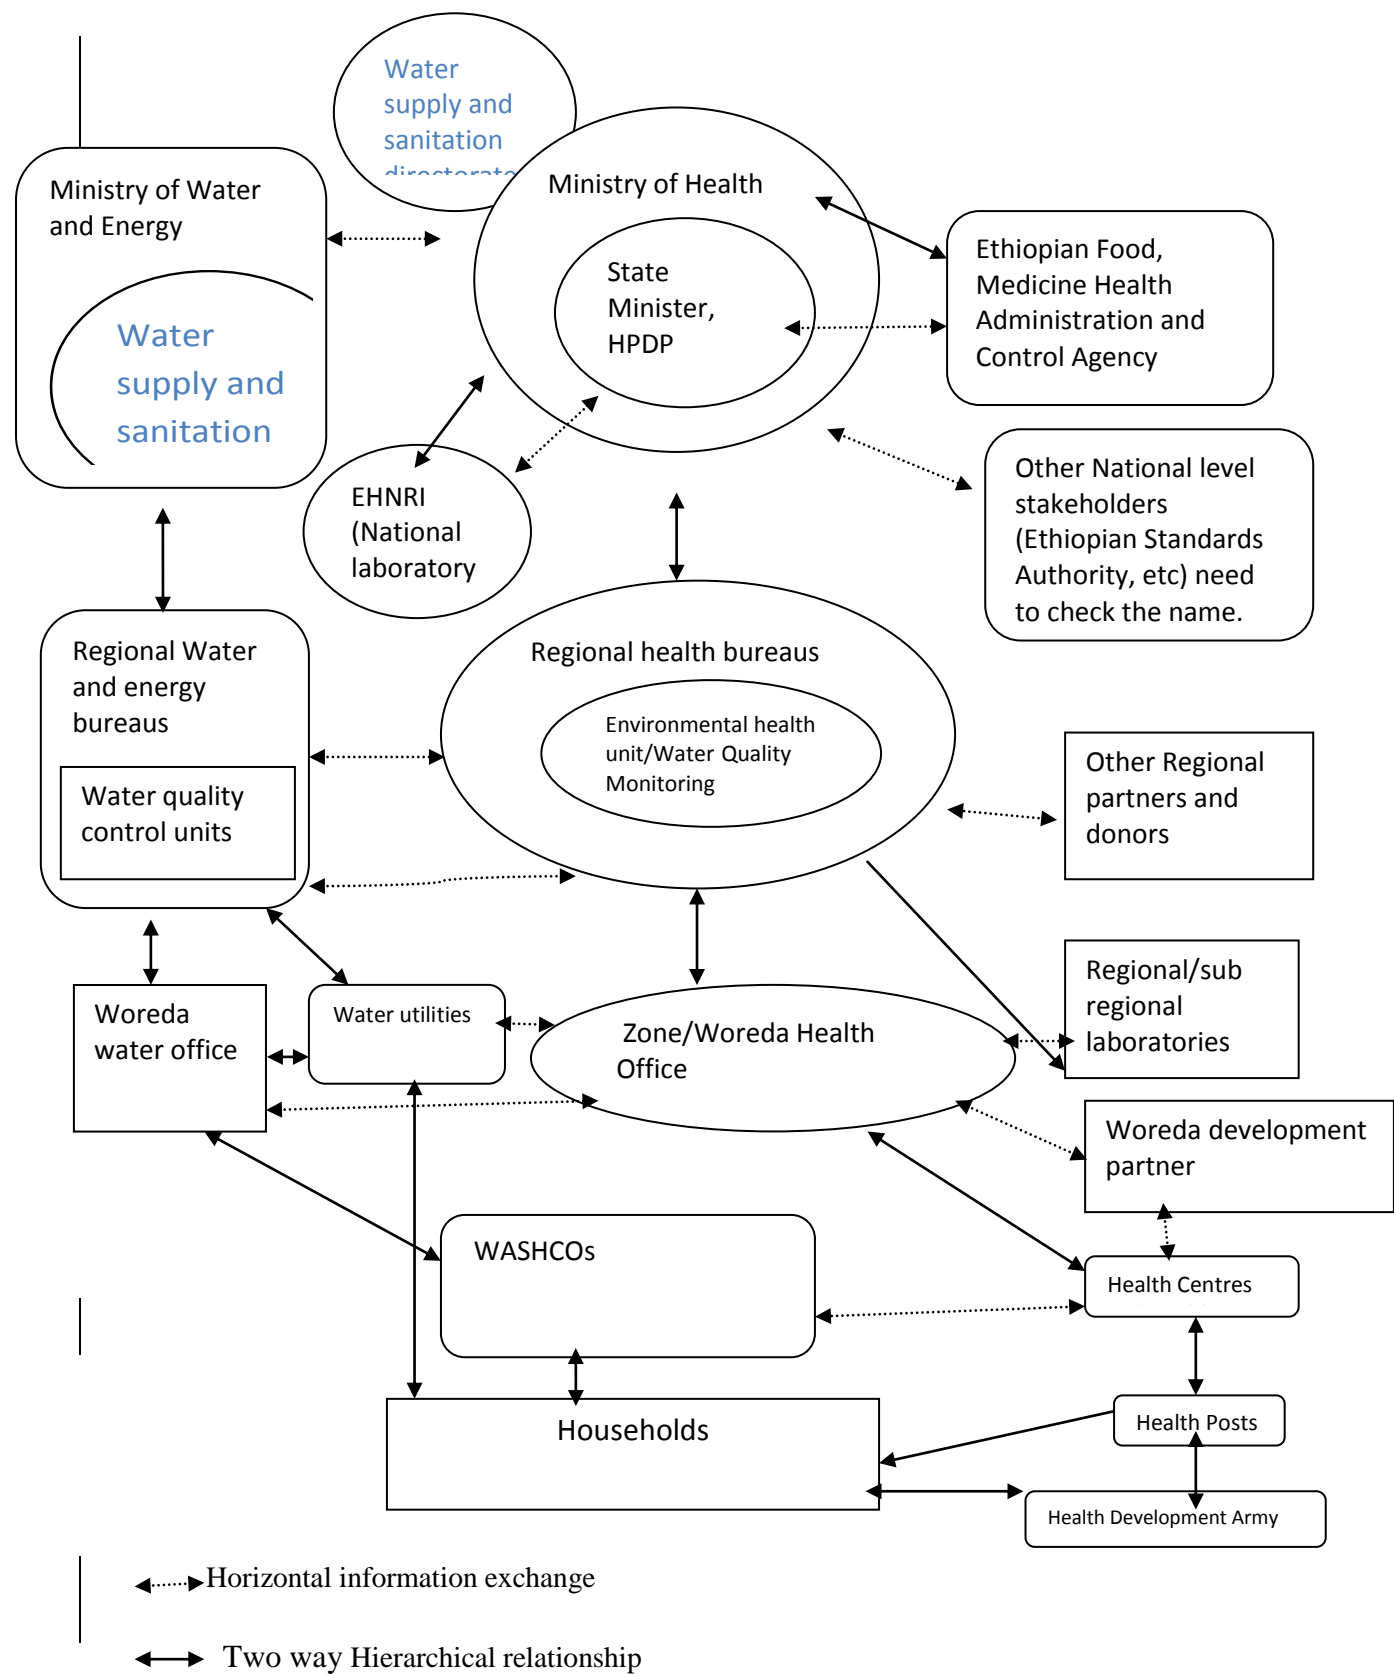 Water
supply and
sanitation
directorate
Ministry of Water
and Energy
Water
supply and
sanitation
Ministry of Health
State
Minister,
HPDP
Ethiopian Food,
Medicine Health
Administration and
Control Agency
EHNRI
(National
laboratory
Other National level
stakeholders
(Ethiopian Standards
Authority, etc) need
to check the name.
Regional Water
and energy
bureaus
Water quality
control units
Regional health bureaus
Environmental health
unit/Water Quality
Monitoring
Other Regional
partners and
donors
Woreda
water office
Water utilities
Zone/Woreda Health
Office
Regional/sub
regional
laboratories
Woreda development
partner
WASHCOs
Health Centres
Households
Health Posts
Health Development Army
Horizontal information exchange
Two way Hierarchical relationship